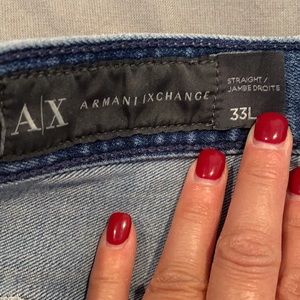 A|X
ARMANI EXCHANGE
STRAIGHT/
JAMBE DROITE
33L